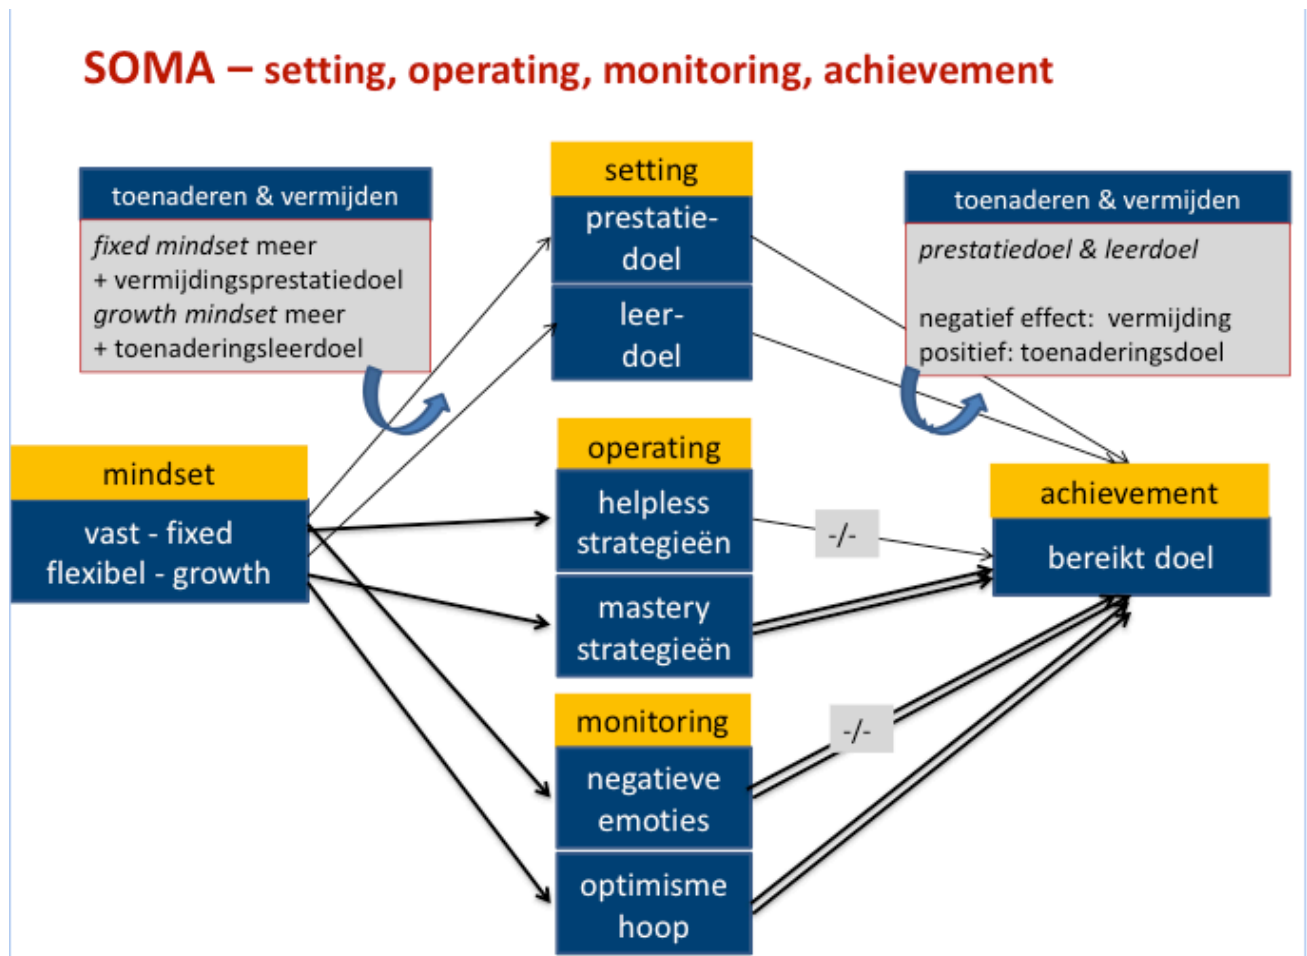 SOMA – setting, operating, monitoring, achievement
toenaderen & vermijden
fixed mindset meer
+ vermijdingsprestatiedoel
growth mindset meer
+ toenaderingsleerdoel
setting
prestatie-
doel
leer-
doel
toenaderen & vermijden
prestatiedoel & leerdoel
negatief effect: vermijding
positief: toenaderingsdoel
mindset
vast - fixed
flexibel - growth
operating
helpless
strategieën
mastery
strategieën
-/-
achievement
bereikt doel
monitoring
negatieve
emoties
optimisme
hoop
-/-